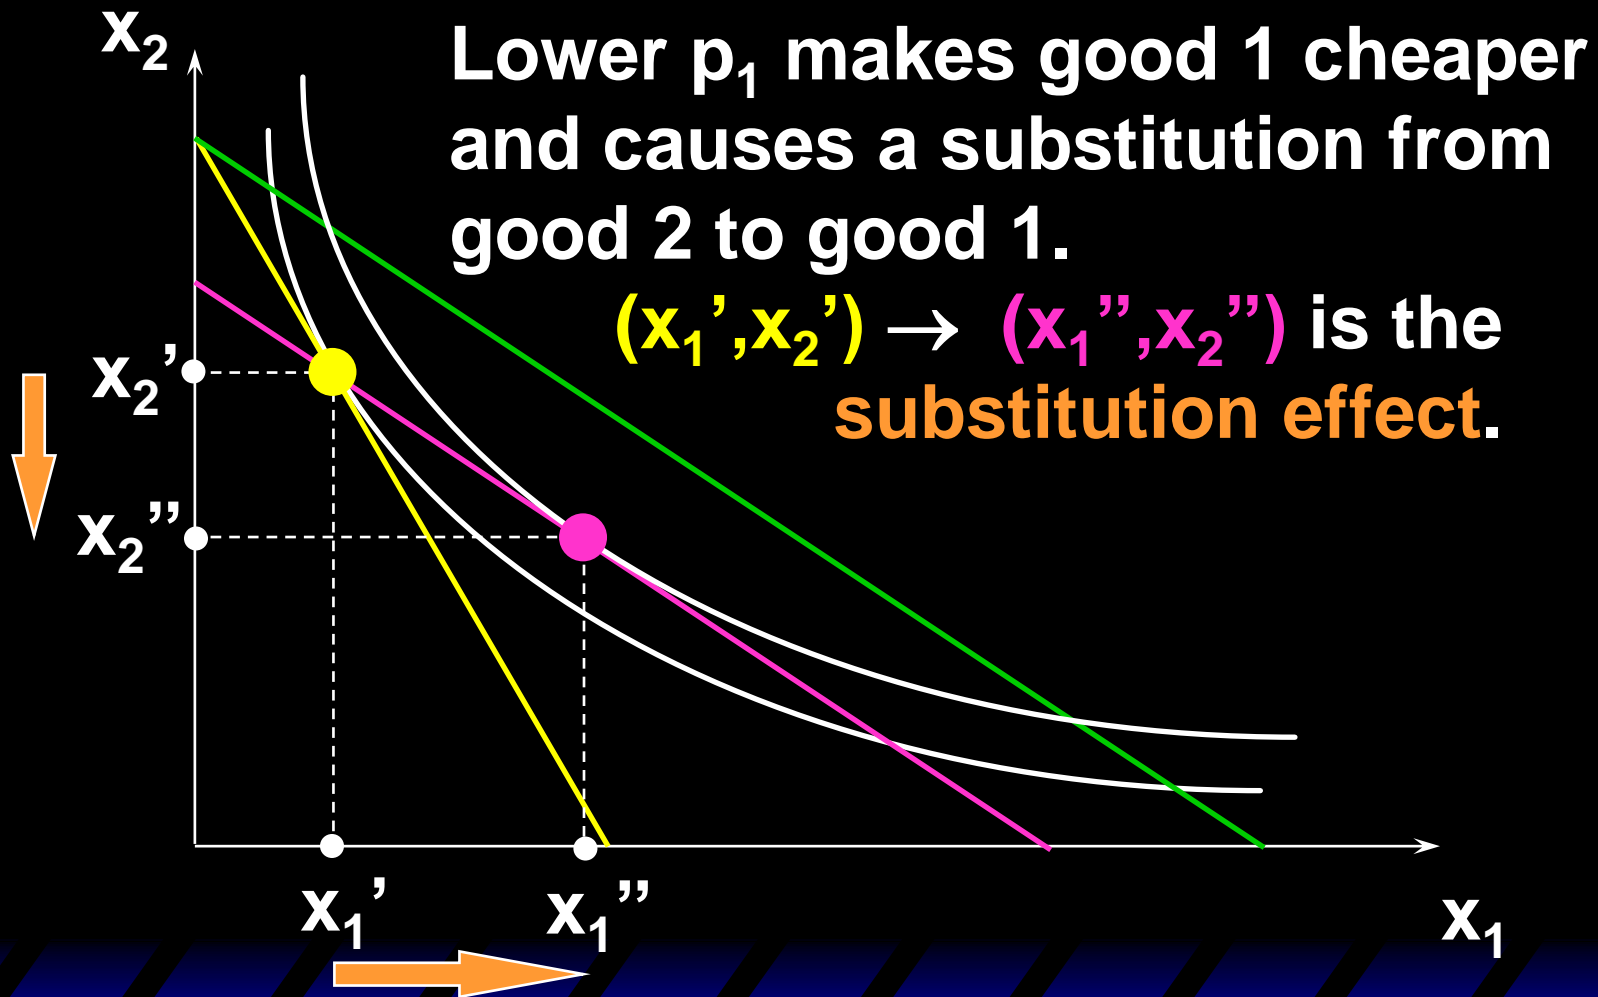 x₂
Lower p₁ makes good 1 cheaper
and causes a substitution from
good 2 to good 1.
(x₁’,x₂’) → (x₁’’,x₂’’) is the
substitution effect.
x₂’
x₂’’
x₁’
x₁’’
x₁